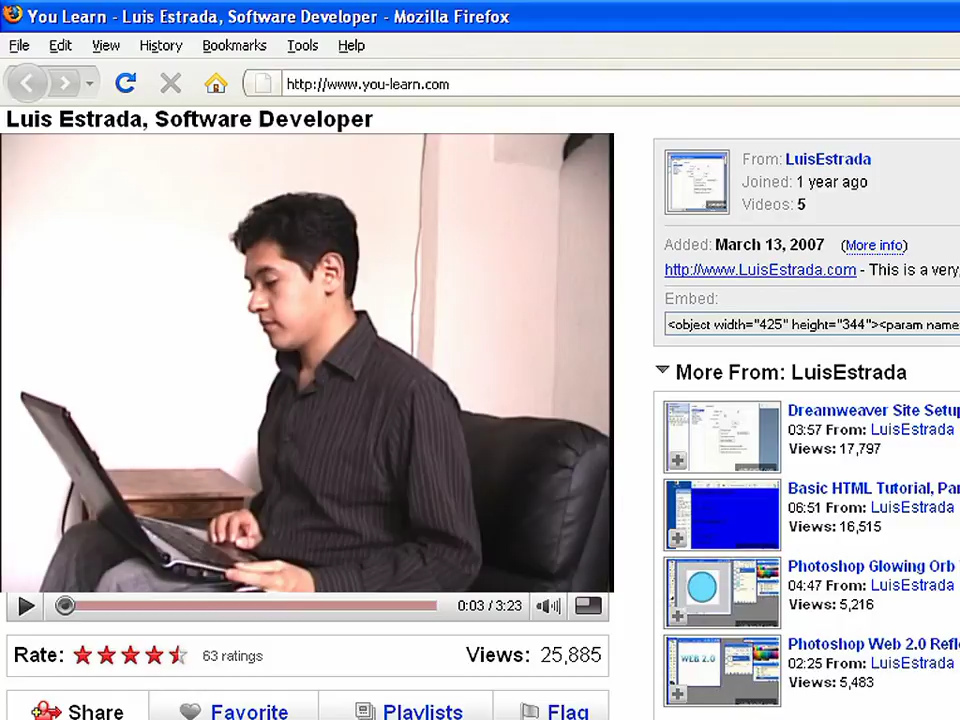 You Learn - Luis Estrada, Software Developer - Mozilla Firefox
File Edit View History Bookmarks Tools Help
http://www.you-learn.com
Luis Estrada, Software Developer
From: LuisEstrada
Joined: 1 year ago
Videos: 5
Added: March 13, 2007 (More info)
http://www.LuisEstrada.com - This is a very,
Embed:
<object width="425" height="344"><param name
More From: LuisEstrada
Dreamweaver Site Setup
03:57 From: LuisEstrada
Views: 17,797
Basic HTML Tutorial, Par
06:51 From: LuisEstrada
Views: 16,515
Photoshop Glowing Orb
04:47 From: LuisEstrada
Views: 5,216
WEB 2.0
Photoshop Web 2.0 Refle
02:25 From: LuisEstrada
Views: 5,483
0:03 / 3:23
Rate: 63 ratings Views: 25,885
Share Favorite Playlists Flag